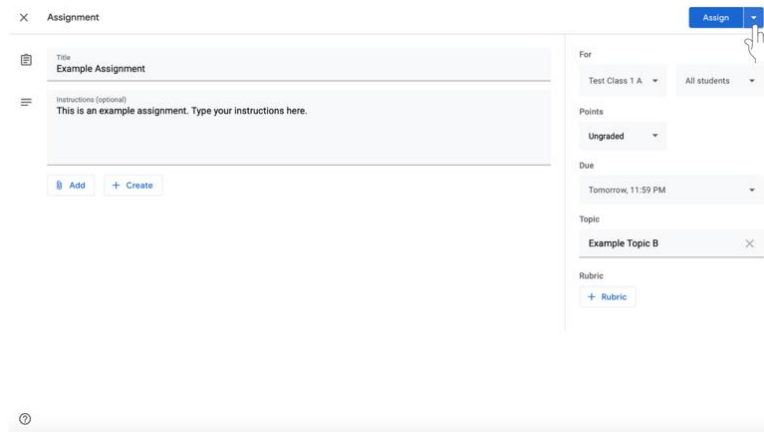 Assignment
Assign
Title
Example Assignment
Instructions (optional)
This is an example assignment. Type your instructions here.
Add
+ Create
For
Test Class 1 A
All students
Points
Ungraded
Due
Tomorrow, 11:59 PM
Topic
Example Topic B
Rubric
+ Rubric